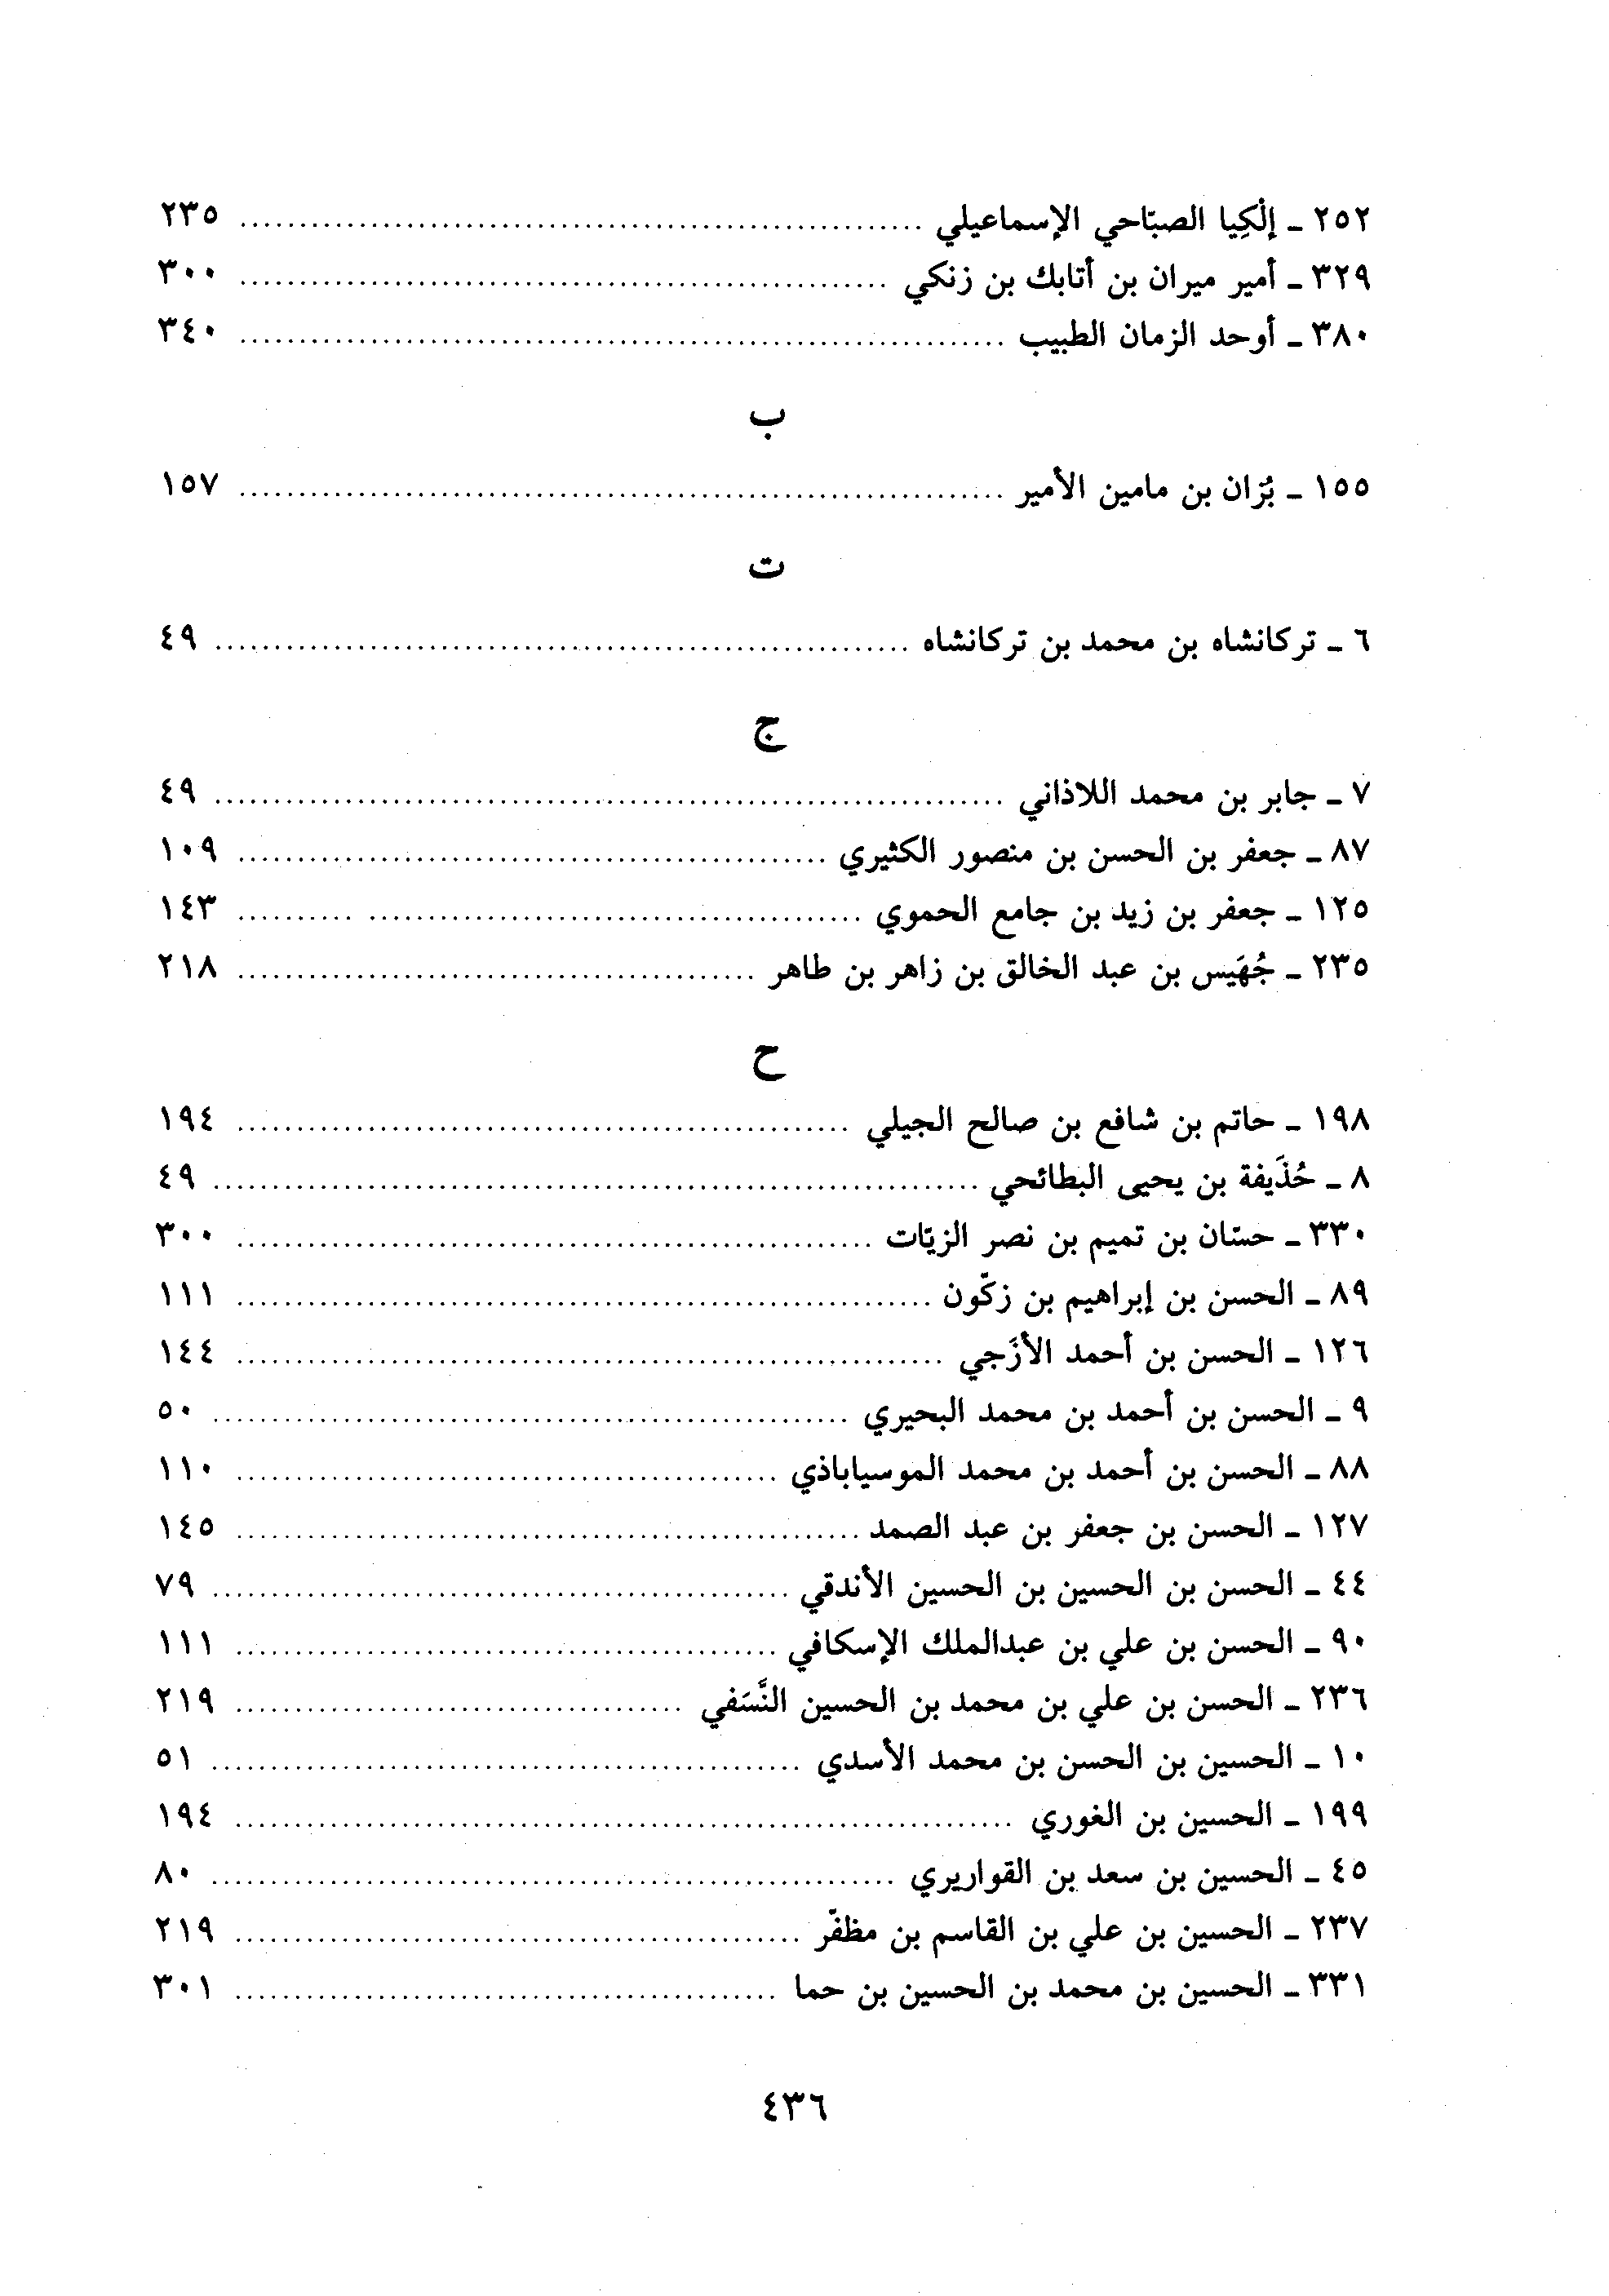 ٢٥٢ ـ إلْكِيا الصبّاحي الإسماعيلي ........................ ٢٣٥
٣٢٩ ـ أمير ميران بن أتابك بن زنكي ........................ ٣٠٠
٣٨٠ ـ أوحد الزمان الطبيب ........................ ٣٤٠
ب
١٥٥ ـ بُزان بن مامين الأمير ........................ ١٥٧
ت
٦ ـ تركانشاه بن محمد بن تركانشاه ........................ ٤٩
ج
٧ ـ جابر بن محمد اللاذاني ........................ ٤٩
٨٧ ـ جعفر بن الحسن بن منصور الكثيري ........................ ١٠٩
١٢٥ ـ جعفر بن زيد بن جامع الحموي ........................ ١٤٣
٢٣٥ ـ جُهَيس بن عبد الخالق بن زاهر بن طاهر ........................ ٢١٨
ح
١٩٨ ـ حاتم بن شافع بن صالح الجيلي ........................ ١٩٤
٨ ـ حُذَيفة بن يحيى البطائحي ........................ ٤٩
٣٣٠ ـ حسّان بن تميم بن نصر الزيّات ........................ ٣٠٠
٨٩ ـ الحسن بن إبراهيم بن زكّون ........................ ١١١
١٢٦ ـ الحسن بن أحمد الأزَجي ........................ ١٤٤
٩ ـ الحسن بن أحمد بن محمد البحيري ........................ ٥٠
٨٨ ـ الحسن بن أحمد بن محمد الموسياباذي ........................ ١١٠
١٢٧ ـ الحسن بن جعفر بن عبد الصمد ........................ ١٤٥
٤٤ ـ الحسن بن الحسين بن الحسين الأندقي ........................ ٧٩
٩٠ ـ الحسن بن علي بن عبدالملك الإسكافي ........................ ١١١
٢٣٦ ـ الحسن بن علي بن محمد بن الحسين النَّسَفي ........................ ٢١٩
١٠ ـ الحسين بن الحسن بن محمد الأسدي ........................ ٥١
١٩٩ ـ الحسين بن الغوري ........................ ١٩٤
٤٥ ـ الحسين بن سعد بن القواريري ........................ ٨٠
٢٣٧ ـ الحسين بن علي بن القاسم بن مظفّر ........................ ٢١٩
٣٣١ ـ الحسين بن محمد بن الحسين بن حما ........................ ٣٠١
٤٣٦